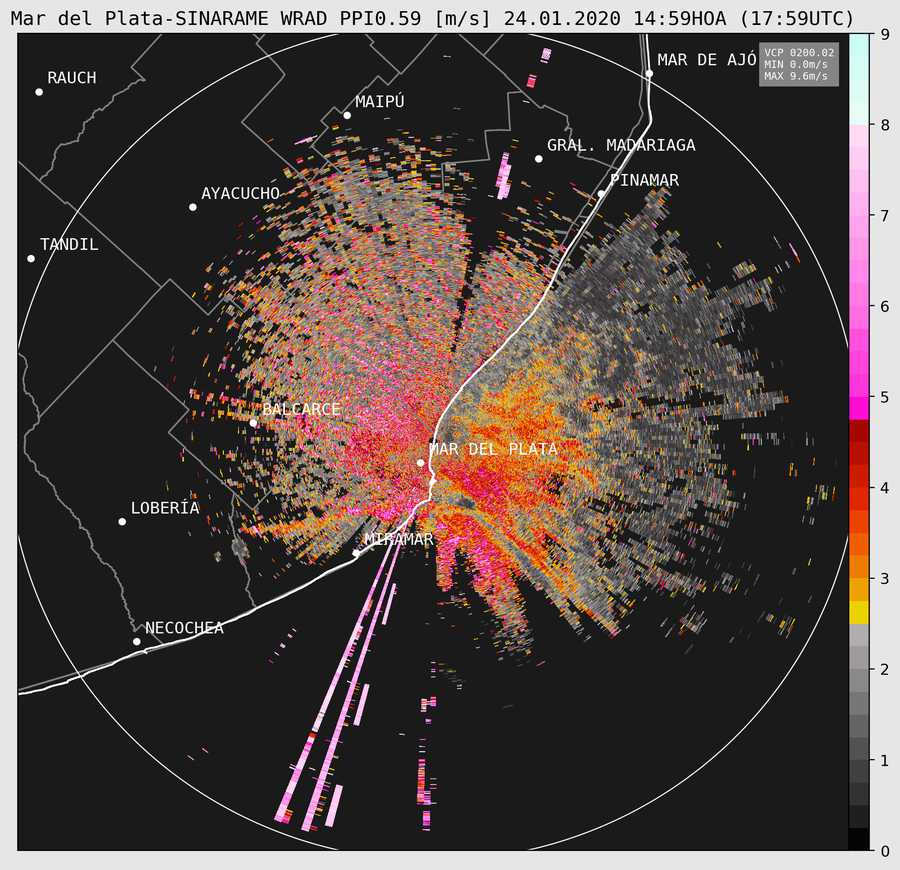 Mar del Plata-SINARAME WRAD PPI0.59 [m/s] 24.01.2020 14:59HOA (17:59UTC)
VCP 0200.02
MIN 0.0m/s
MAX 9.6m/s
MAR DE AJÓ
RAUCH
MAIPÚ
GRAL. MADARIAGA
PINAMAR
AYACUCHO
TANDIL
BALCARCE
MAR DEL PLATA
LOBERÍA
MIRAMAR
NECOCHEA
9
8
7
6
5
4
3
2
1
0